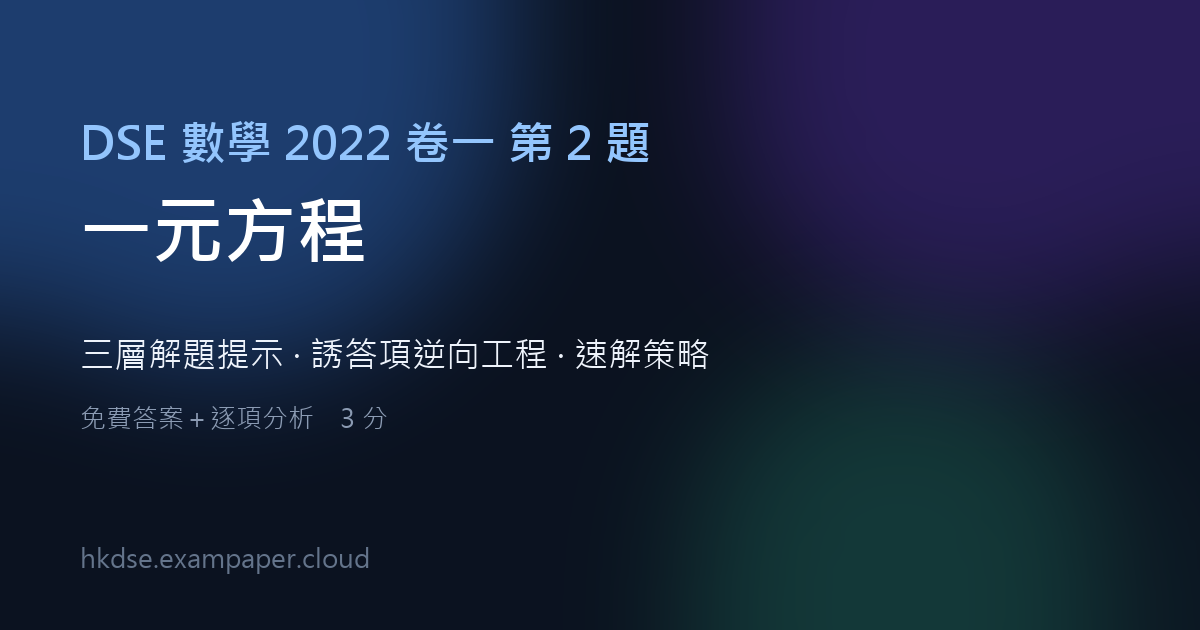 DSE 數學 2022 卷一 第 2 題
一元方程
三層解題提示 · 誘答項逆向工程 · 速解策略
免費答案 + 逐項分析　3 分
hkdse.exampaper.cloud